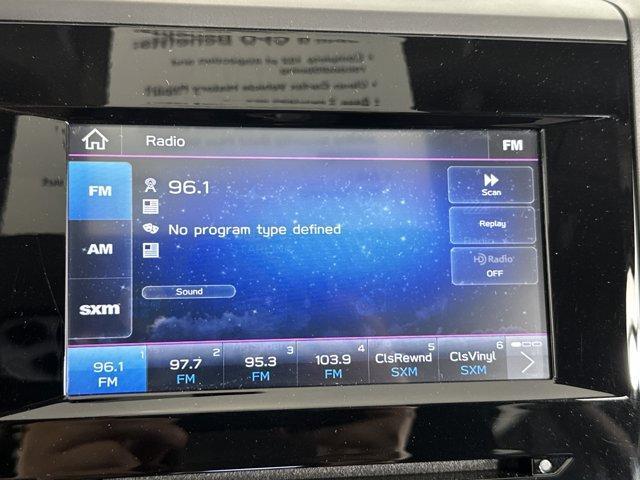 Radio
FM
FM
96.1
Scan
No program type defined
Replay
AM
HD Radio
OFF
Sound
sxm
1
96.1
FM
2
97.7
FM
3
95.3
FM
4
103.9
FM
5
ClsRewnd
SXM
6
ClsVinyl
SXM